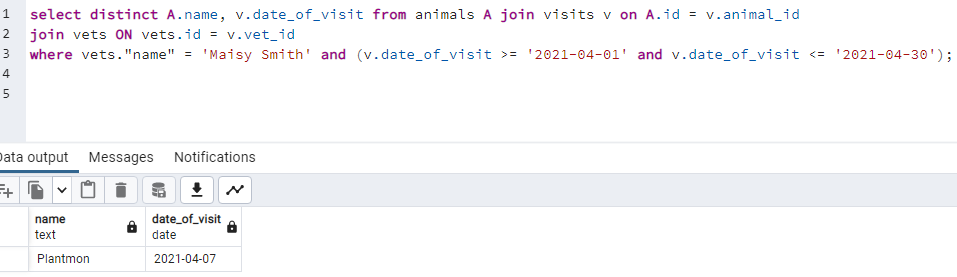 1 select distinct A.name, v.date_of_visit from animals A join visits v on A.id = v.animal_id
2 join vets ON vets.id = v.vet_id
3 where vets."name" = 'Maisy Smith' and (v.date_of_visit >= '2021-04-01' and v.date_of_visit <= '2021-04-30');
4
5
Data output Messages Notifications
name date_of_visit
text date
Plantmon 2021-04-07